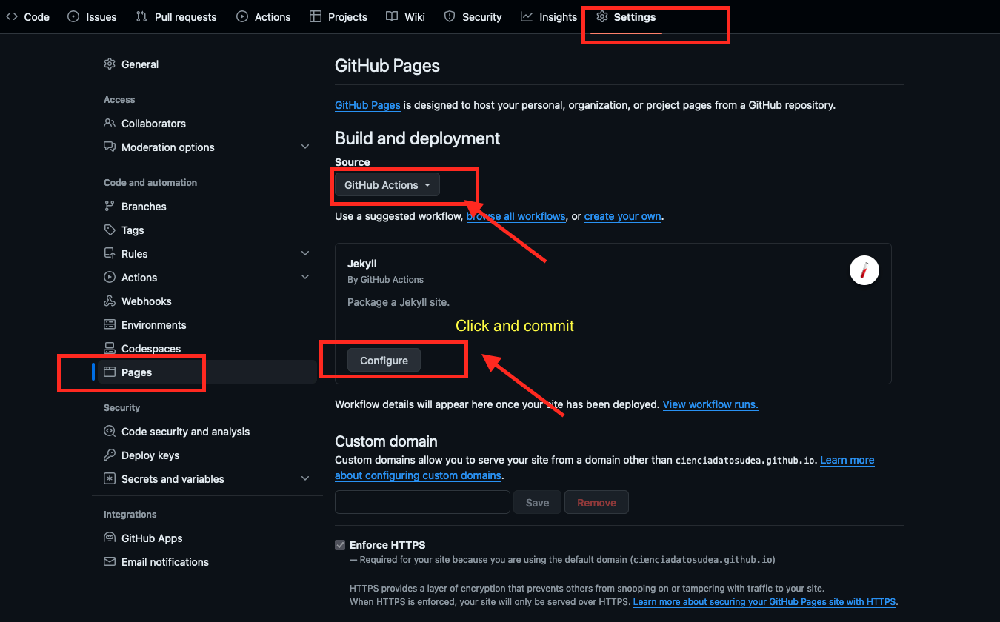 Code Issues Pull requests Actions Projects Wiki Security Insights Settings
General
Access
Collaborators
Moderation options
Code and automation
Branches
Tags
Rules
Actions
Webhooks
Environments
Codespaces
Pages
Security
Code security and analysis
Deploy keys
Secrets and variables
Integrations
GitHub Apps
Email notifications
GitHub Pages
GitHub Pages is designed to host your personal, organization, or project pages from a GitHub repository.
Build and deployment
Source
GitHub Actions
Use a suggested workflow, browse all workflows, or create your own.
Jekyll
By GitHub Actions
Package a Jekyll site.
Click and commit
Configure
Workflow details will appear here once your site has been deployed. View workflow runs.
Custom domain
Custom domains allow you to serve your site from a domain other than cienciadatosudea.github.io. Learn more
about configuring custom domains.
Save Remove
Enforce HTTPS
— Required for your site because you are using the default domain (cienciadatosudea.github.io)
HTTPS provides a layer of encryption that prevents others from snooping on or tampering with traffic to your site.
When HTTPS is enforced, your site will only be served over HTTPS. Learn more about securing your GitHub Pages site with HTTPS.